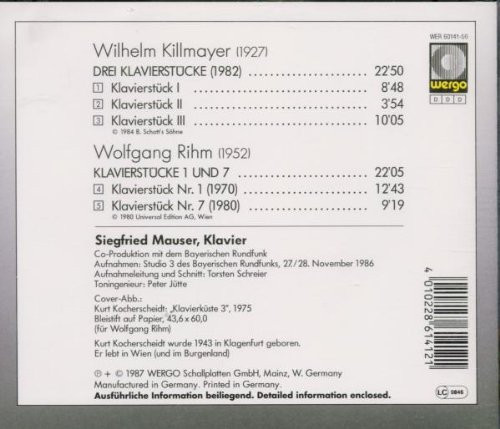 WER 60141-50
Wilhelm Killmayer (1927)
DREI KLAVIERSTÜCKE (1982) ........................ 22'50
1 Klavierstück I ........................ 8'48
2 Klavierstück II ........................ 3'54
3 Klavierstück III ........................ 10'05
© 1984 B. Schott's Söhne
wergo
DDD
Wolfgang Rihm (1952)
KLAVIERSTÜCKE 1 UND 7 ........................ 22'05
4 Klavierstück Nr. 1 (1970) ........................ 12'43
5 Klavierstück Nr. 7 (1980) ........................ 9'19
© 1980 Universal Edition AG, Wien
Siegfried Mauser, Klavier
Co-Produktion mit dem Bayerischen Rundfunk
Aufnahmen: Studio 3 des Bayerischen Rundfunks, 27./28. November 1986
Aufnahmeleitung und Schnitt: Torsten Schreier
Toningenieur: Peter Jütte
Cover-Abb.:
Kurt Kocherscheidt: „Klavierküste 3", 1975
Bleistift auf Papier, 43,6 x 60,0
(für Wolfgang Rihm)
Kurt Kocherscheidt wurde 1943 in Klagenfurt geboren.
Er lebt in Wien (und im Burgenland)
℗ + © 1987 WERGO Schallplatten GmbH, Mainz, W. Germany
Manufactured in Germany. Printed in Germany.
Ausführliche Information beiliegend. Detailed information enclosed.
4 010228 614121
LC 0846